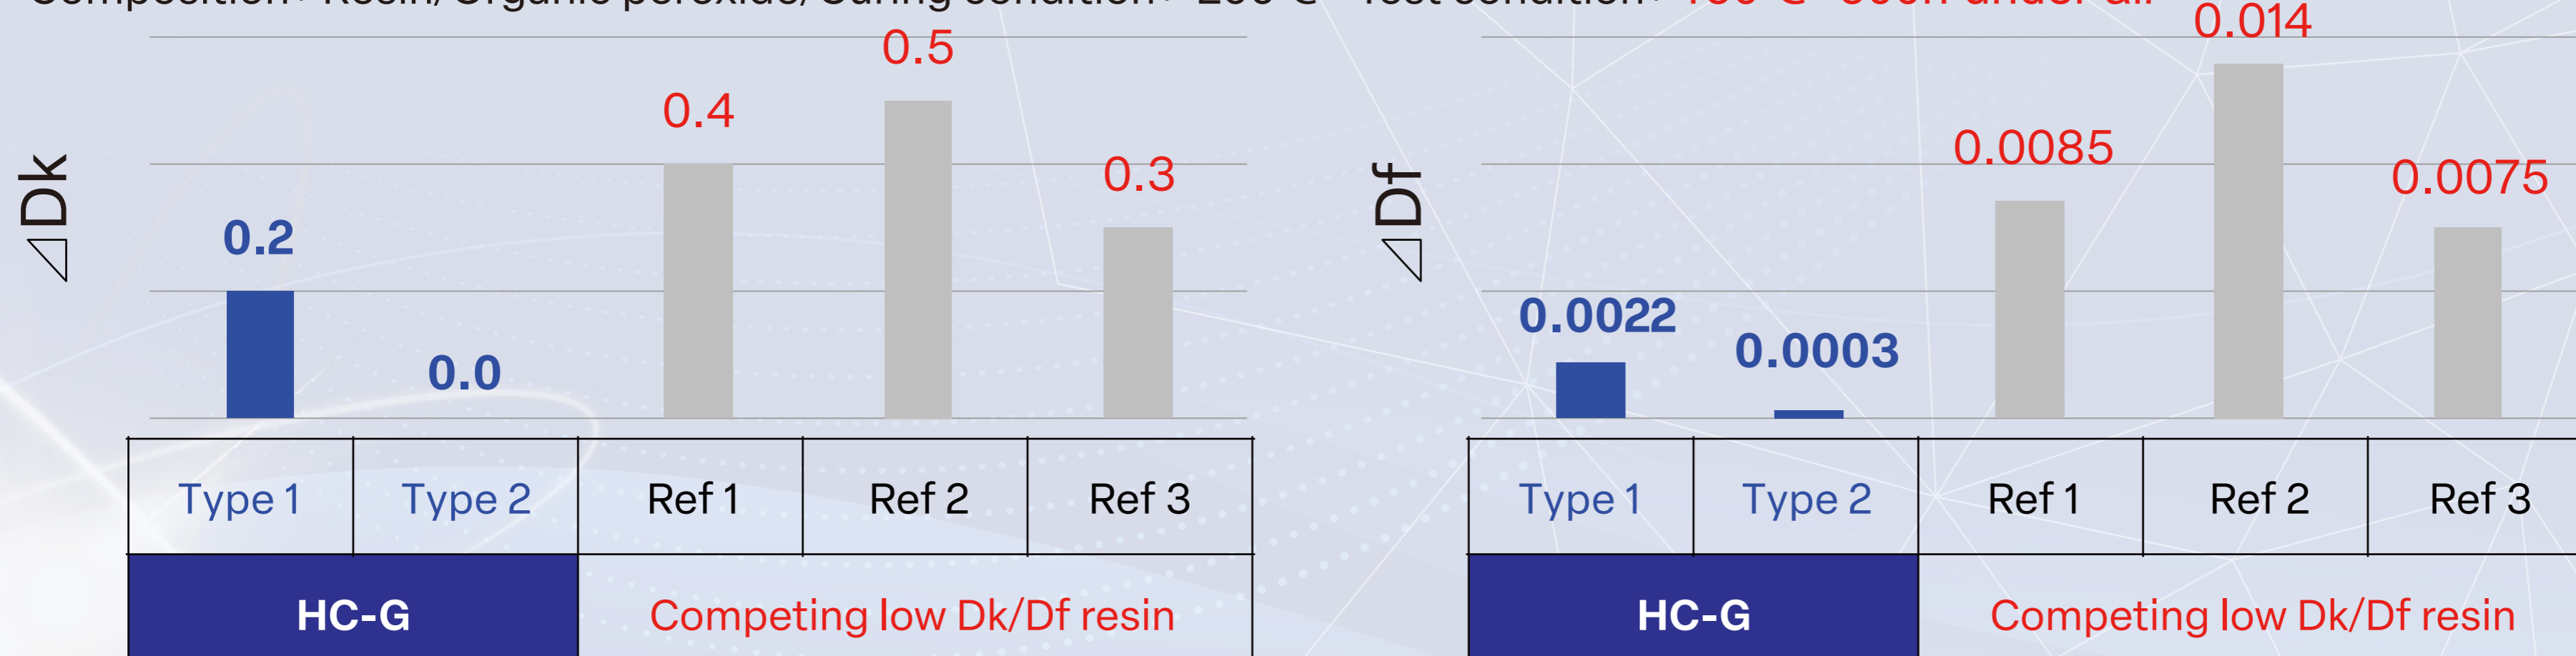 0.5
0.4
0.3
0.2
0.0
⊿Dk
Type 1 Type 2 Ref 1 Ref 2 Ref 3
HC-G Competing low Dk/Df resin
0.014
0.0085
0.0075
0.0022
0.0003
⊿Df
Type 1 Type 2 Ref 1 Ref 2 Ref 3
HC-G Competing low Dk/Df resin